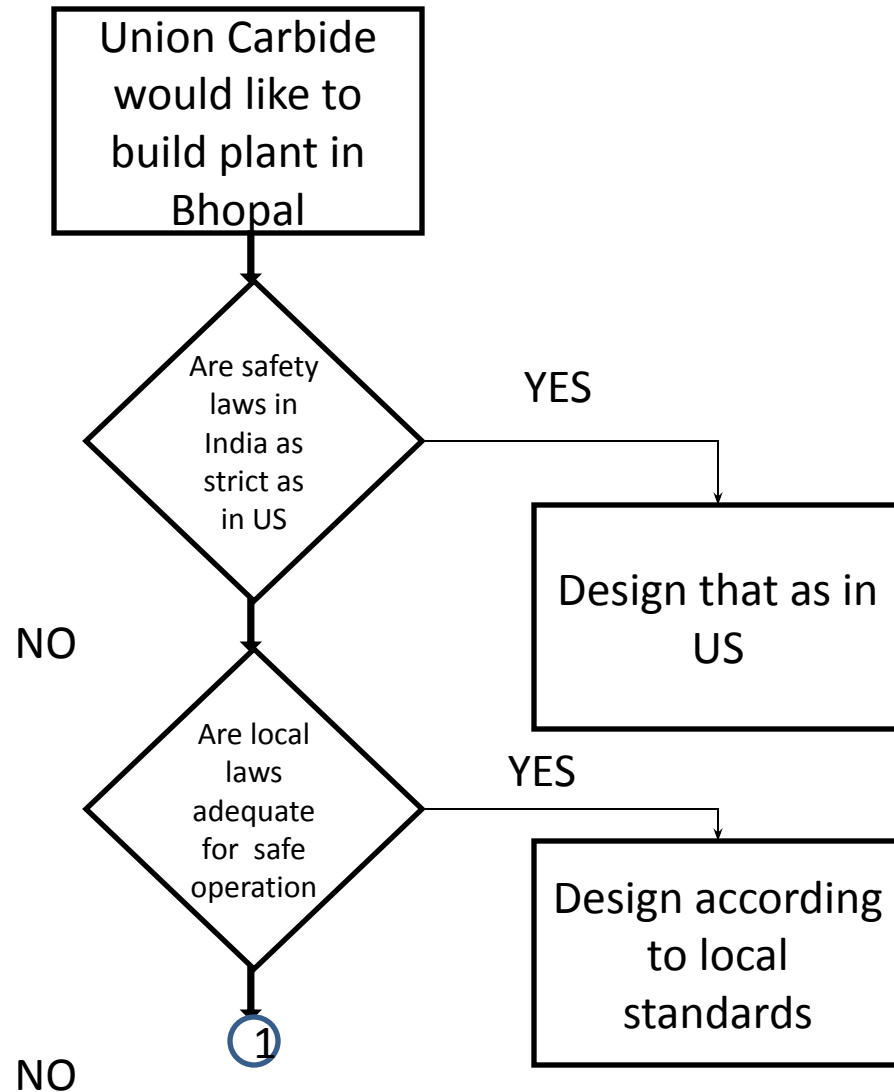 Union Carbide
would like to
build plant in
Bhopal
Are safety
laws in
India as
strict as
in US
YES
Design that as in
US
NO
Are local
laws
adequate
for safe
operation
YES
Design according
to local
standards
1
NO